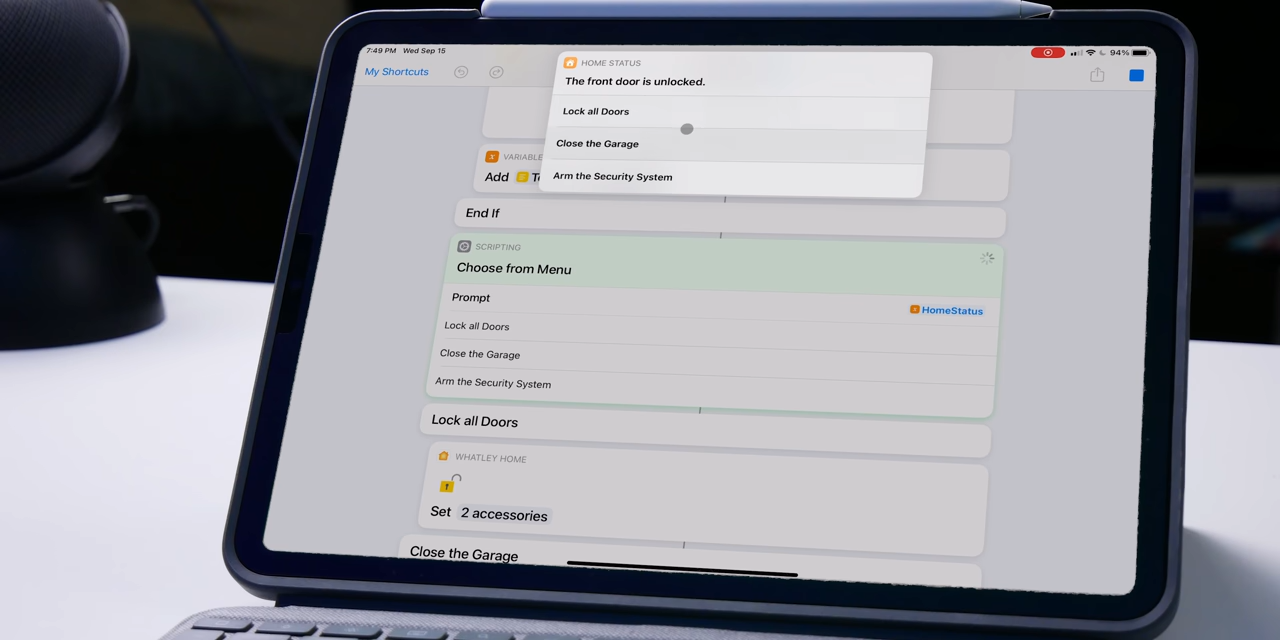 7:49 PM Wed Sep 15
94%
My Shortcuts
HOME STATUS
The front door is unlocked.
Lock all Doors
Close the Garage
Arm the Security System
VARIABLE
Add
End If
SCRIPTING
Choose from Menu
Prompt HomeStatus
Lock all Doors
Close the Garage
Arm the Security System
Lock all Doors
WHATLEY HOME
Set 2 accessories
Close the Garage